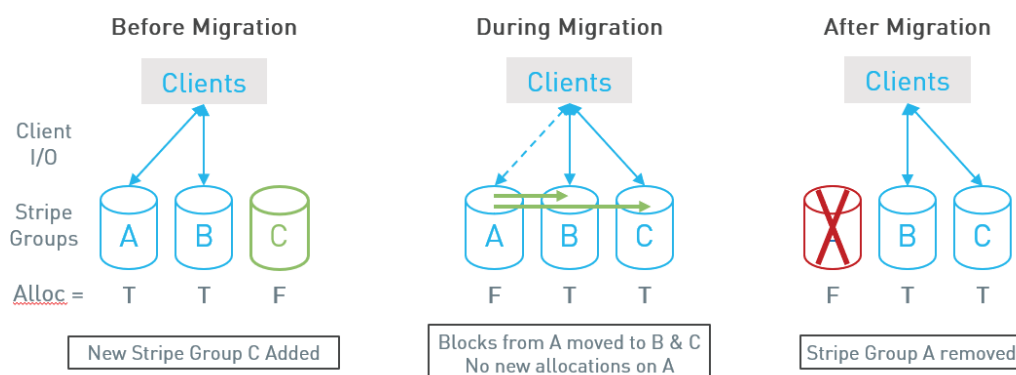 Before Migration
During Migration
After Migration
Clients
Clients
Clients
Client
I/O
Stripe
Groups
A
B
C
A
B
C
B
C
Alloc =
T
T
F
F
T
T
F
T
T
New Stripe Group C Added
Blocks from A moved to B & C
No new allocations on A
Stripe Group A removed